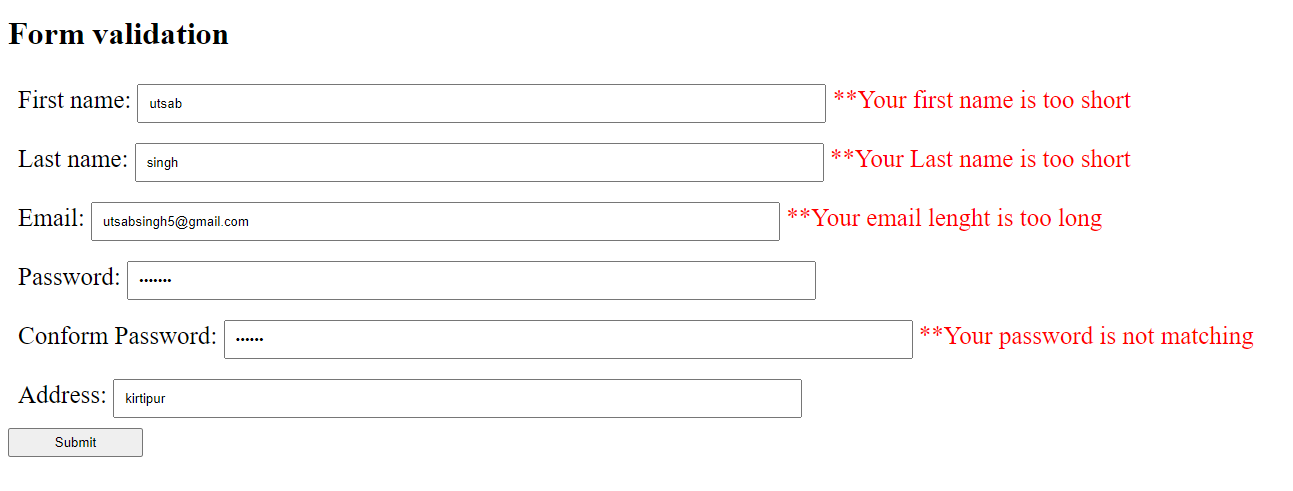 Form validation
First name: utsab **Your first name is too short
Last name: singh **Your Last name is too short
Email: utsabsingh5@gmail.com **Your email lenght is too long
Password: •••••••
Conform Password: •••••• **Your password is not matching
Address: kirtipur
Submit